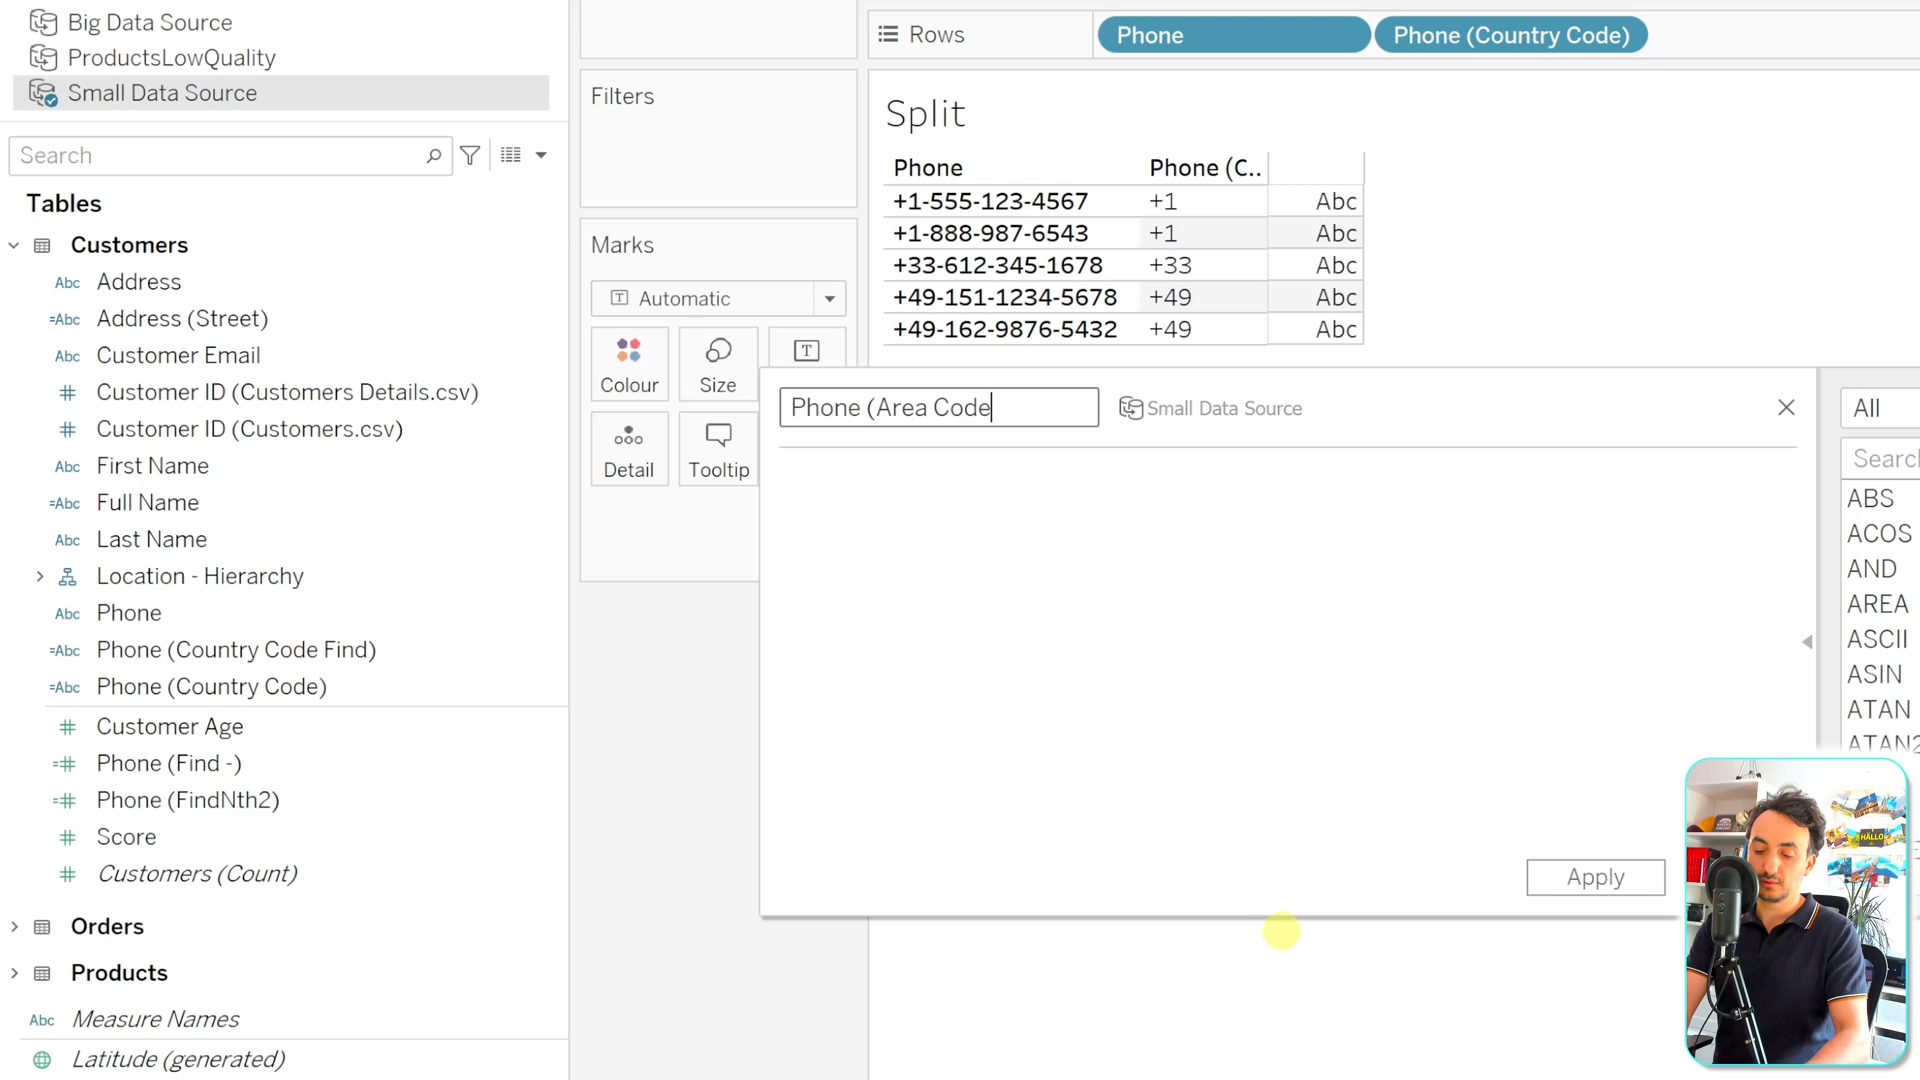 Big Data Source
ProductsLowQuality
Small Data Source
Search
Tables
Customers
Abc Address
=Abc Address (Street)
Abc Customer Email
# Customer ID (Customers Details.csv)
# Customer ID (Customers.csv)
Abc First Name
=Abc Full Name
Abc Last Name
Location - Hierarchy
Abc Phone
=Abc Phone (Country Code Find)
=Abc Phone (Country Code)
# Customer Age
=# Phone (Find -)
=# Phone (FindNth2)
# Score
# Customers (Count)
Orders
Products
Abc Measure Names
Latitude (generated)
Filters
Marks
T Automatic
Colour Size T
Detail Tooltip
Rows Phone Phone (Country Code)
Split
Phone Phone (C..
+1-555-123-4567 +1 Abc
+1-888-987-6543 +1 Abc
+33-612-345-1678 +33 Abc
+49-151-1234-5678 +49 Abc
+49-162-9876-5432 +49 Abc
Phone (Area Code Small Data Source
Apply
All
Search
ABS
ACOS
AND
AREA
ASCII
ASIN
ATAN
ATAN2
HALLO